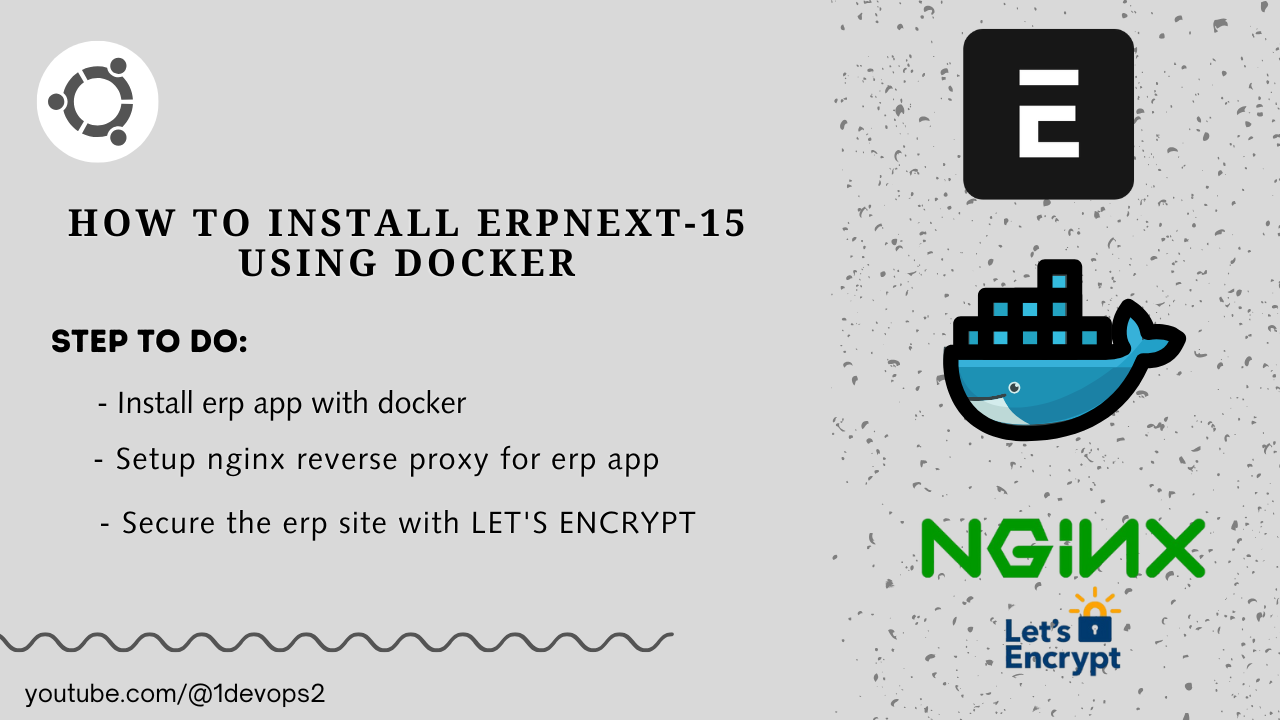 HOW TO INSTALL ERPNEXT-15
USING DOCKER
STEP TO DO:
- Install erp app with docker
- Setup nginx reverse proxy for erp app
- Secure the erp site with LET'S ENCRYPT
youtube.com/@1devops2
E
NGINX
Let's
Encrypt